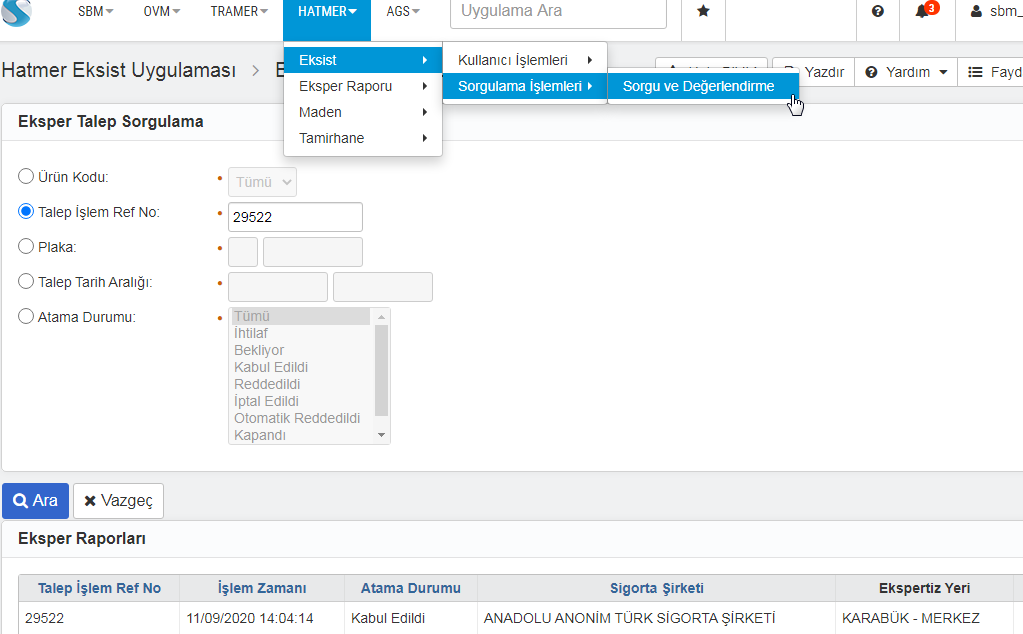 SBM OVM TRAMER HATMER AGS Uygulama Ara 3 sbm_
Hatmer Eksist Uygulaması >
Eksist Kullanıcı İşlemleri
Yazdır Yardım Fayd
Eksper Raporu Sorgulama İşlemleri Sorgu ve Değerlendirme
Maden
Tamirhane
Eksper Talep Sorgulama
Ürün Kodu: Tümü
Talep İşlem Ref No: 29522
Plaka:
Talep Tarih Aralığı:
Atama Durumu: Tümü
İhtilaf
Bekliyor
Kabul Edildi
Reddedildi
İptal Edildi
Otomatik Reddedildi
Kapandı
Ara Vazgeç
Eksper Raporları
Talep İşlem Ref No İşlem Zamanı Atama Durumu Sigorta Şirketi Ekspertiz Yeri
29522 11/09/2020 14:04:14 Kabul Edildi ANADOLU ANONİM TÜRK SİGORTA ŞİRKETİ KARABÜK - MERKEZ